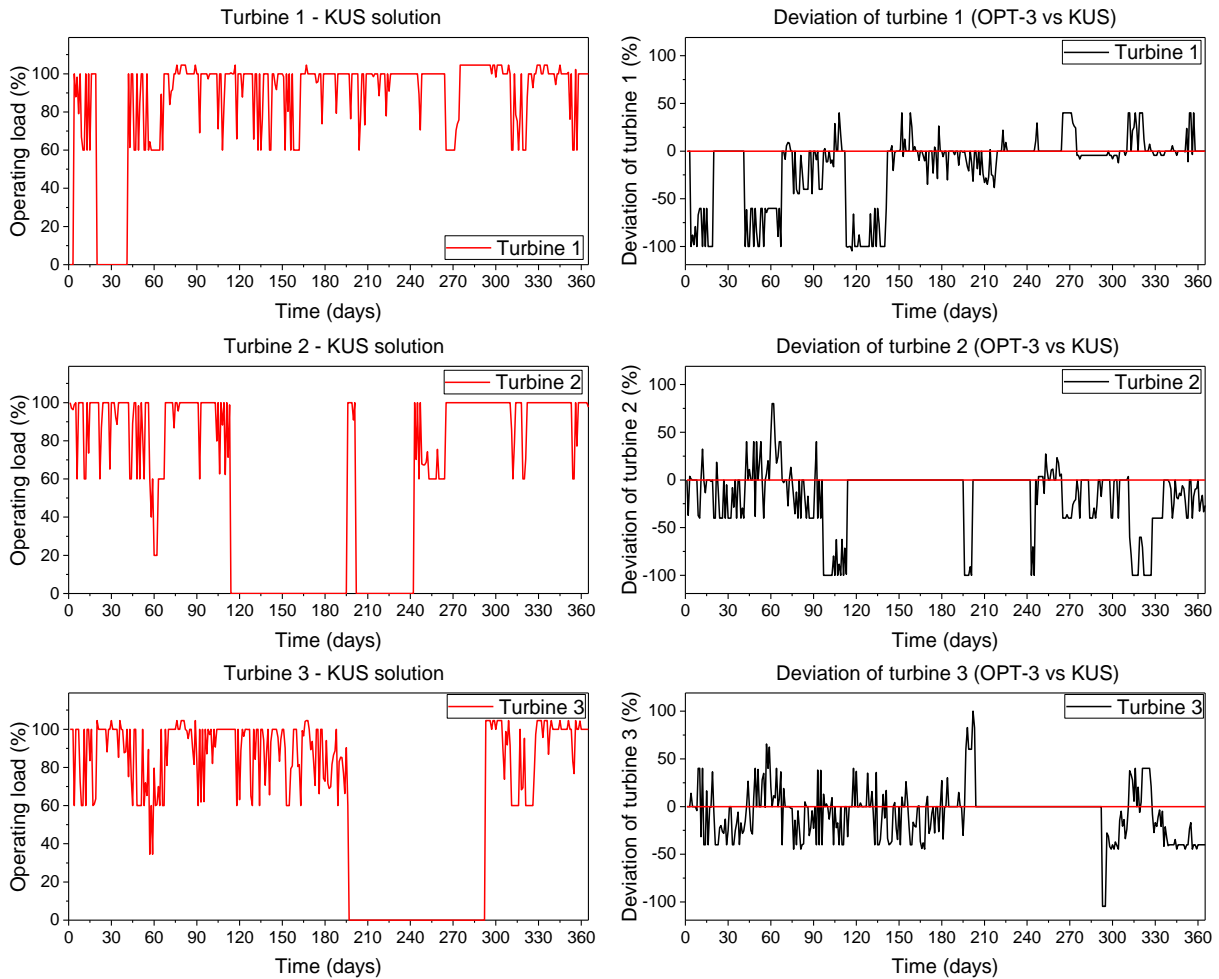 Turbine 1 - KUS solution
Operating load (%)
120
100
80
60
40
20
0
Turbine 1
0 30 60 90 120 150 180 210 240 270 300 330 360
Time (days)
Deviation of turbine 1 (OPT-3 vs KUS)
Deviation of turbine 1 (%)
100
50
0
-50
-100
Turbine 1
0 30 60 90 120 150 180 210 240 270 300 330 360
Time (days)
Turbine 2 - KUS solution
Operating load (%)
120
100
80
60
40
20
0
Turbine 2
0 30 60 90 120 150 180 210 240 270 300 330 360
Time (days)
Deviation of turbine 2 (OPT-3 vs KUS)
Deviation of turbine 2 (%)
100
50
0
-50
-100
Turbine 2
0 30 60 90 120 150 180 210 240 270 300 330 360
Time (days)
Turbine 3 - KUS solution
Operating load (%)
120
100
80
60
40
20
0
Turbine 3
0 30 60 90 120 150 180 210 240 270 300 330 360
Time (days)
Deviation of turbine 3 (OPT-3 vs KUS)
Deviation of turbine 3 (%)
100
50
0
-50
-100
Turbine 3
0 30 60 90 120 150 180 210 240 270 300 330 360
Time (days)